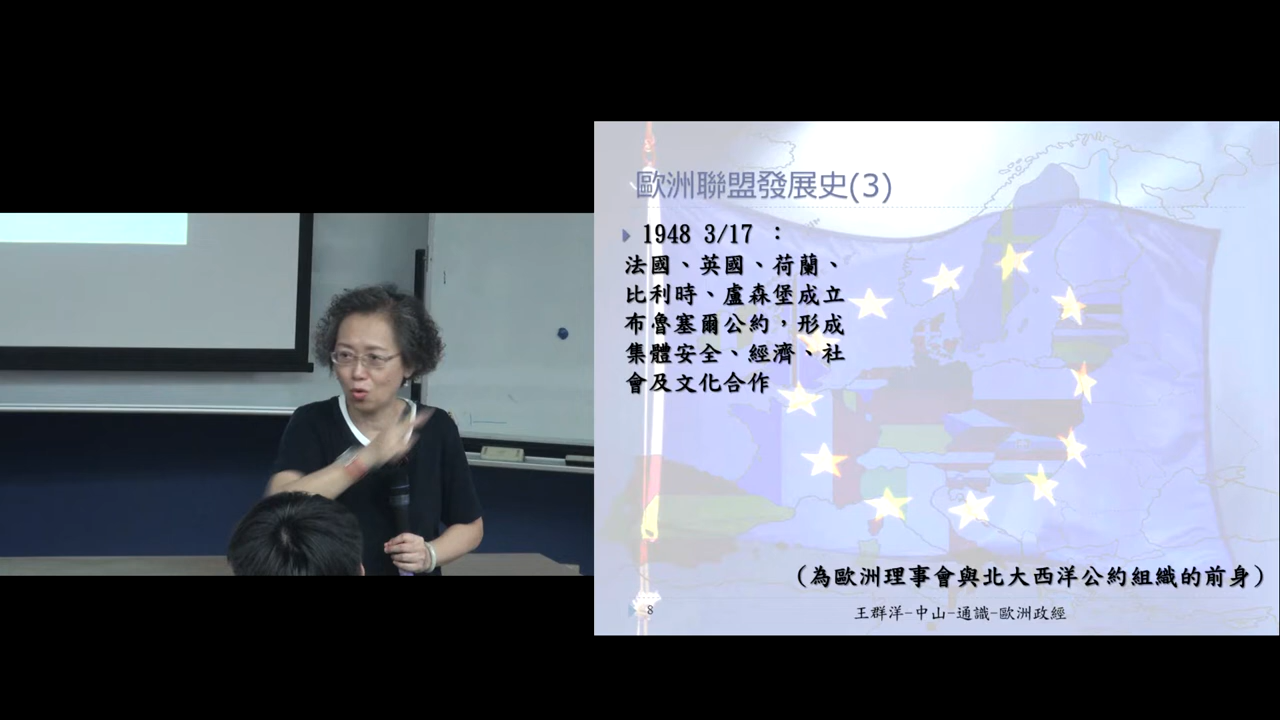 歐洲聯盟發展史(3)
1948 3/17 ：
法國、英國、荷蘭、
比利時、盧森堡成立
布魯塞爾公約，形成
集體安全、經濟、社
會及文化合作
(為歐洲理事會與北大西洋公約組織的前身)
8
王群洋-中山-通識-歐洲政經